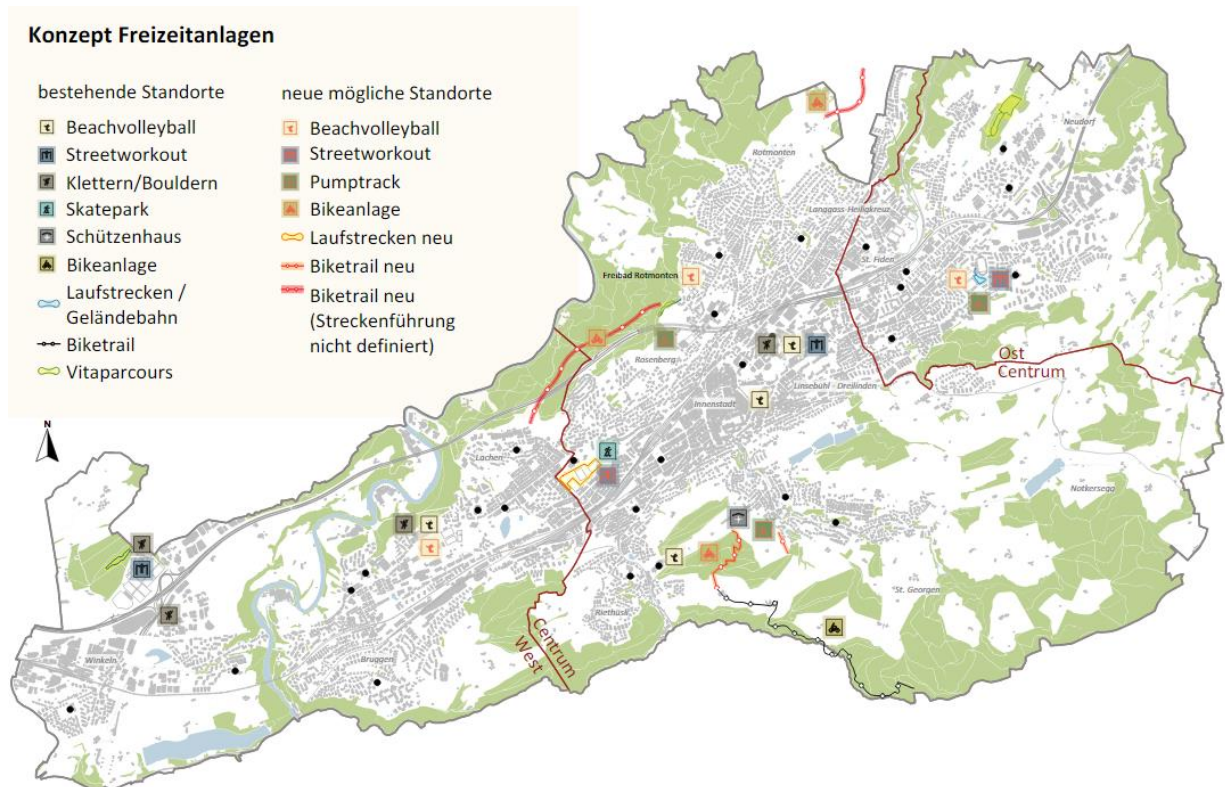 Konzept Freizeitanlagen
bestehende Standorte
Beachvolleyball
Streetworkout
Klettern/Bouldern
Skatepark
Schützenhaus
Bikeanlage
Laufstrecken /
Geländebahn
Biketrail
Vitaparcours
neue mögliche Standorte
Beachvolleyball
Streetworkout
Pumptrack
Bikeanlage
Laufstrecken neu
Biketrail neu
Biketrail neu
(Streckenführung
nicht definiert)
N
Neudorf
Rotmonten
Langgass-Heiligkreuz
St. Fiden
Freibad Rotmonten
Rosenberg
Ost
Centrum
Linsebühl - Dreilinden
Innenstadt
Lachen
Notkersegg
St. Georgen
Riethüsli
Centrum
West
Winkeln
Bruggen